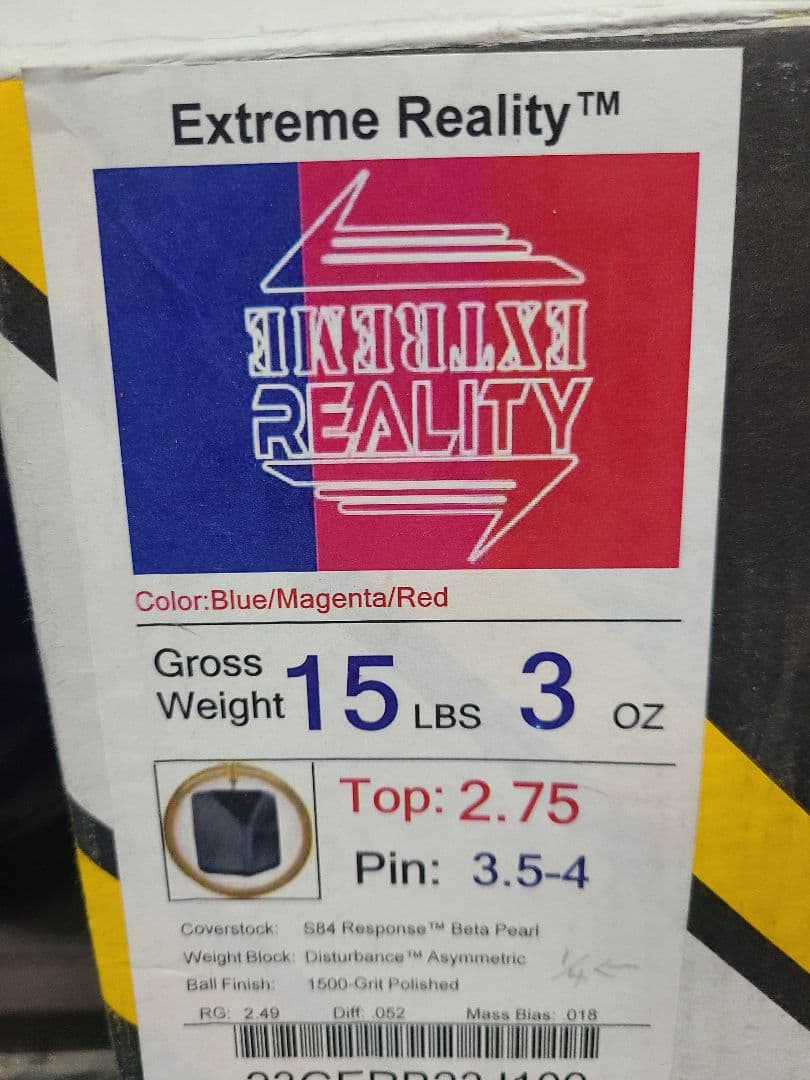 Extreme Reality™
EXTREME
REALITY
Color:Blue/Magenta/Red
Gross Weight 15 LBS 3 OZ
Top: 2.75
Pin: 3.5-4
Coverstock: S84 Response™ Beta Pearl
Weight Block: Disturbance™ Asymmetric
1/4 ←
Ball Finish: 1500-Grit Polished
RG: 2.49 Diff: .052 Mass Bias: .018